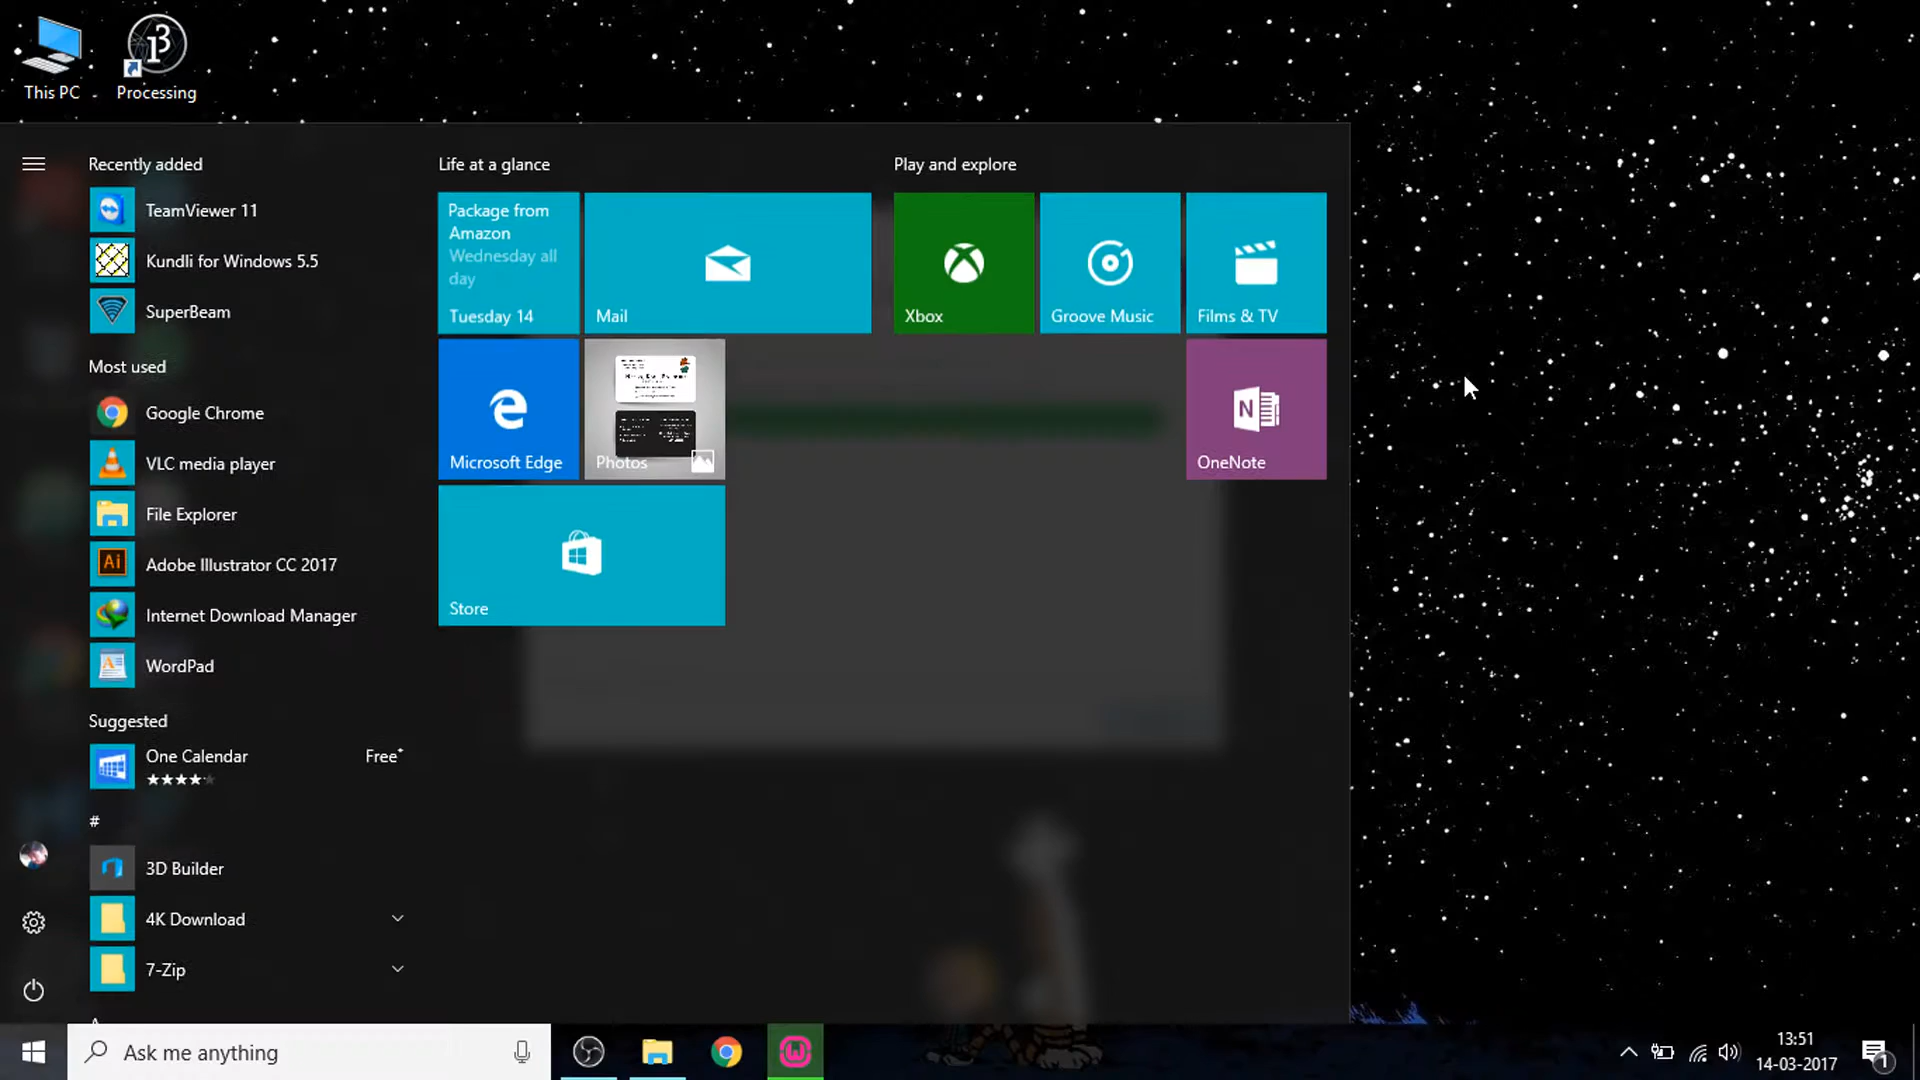 This PC
Processing
Recently added
TeamViewer 11
Kundli for Windows 5.5
SuperBeam
Most used
Google Chrome
VLC media player
File Explorer
Adobe Illustrator CC 2017
Internet Download Manager
WordPad
Suggested
One Calendar
Free*
#
3D Builder
4K Download
7-Zip
Life at a glance
Package from
Amazon
Wednesday all
day
Tuesday 14
Mail
Microsoft Edge
Photos
Store
Play and explore
Xbox
Groove Music
Films & TV
OneNote
Ask me anything
13:51
14-03-2017
1